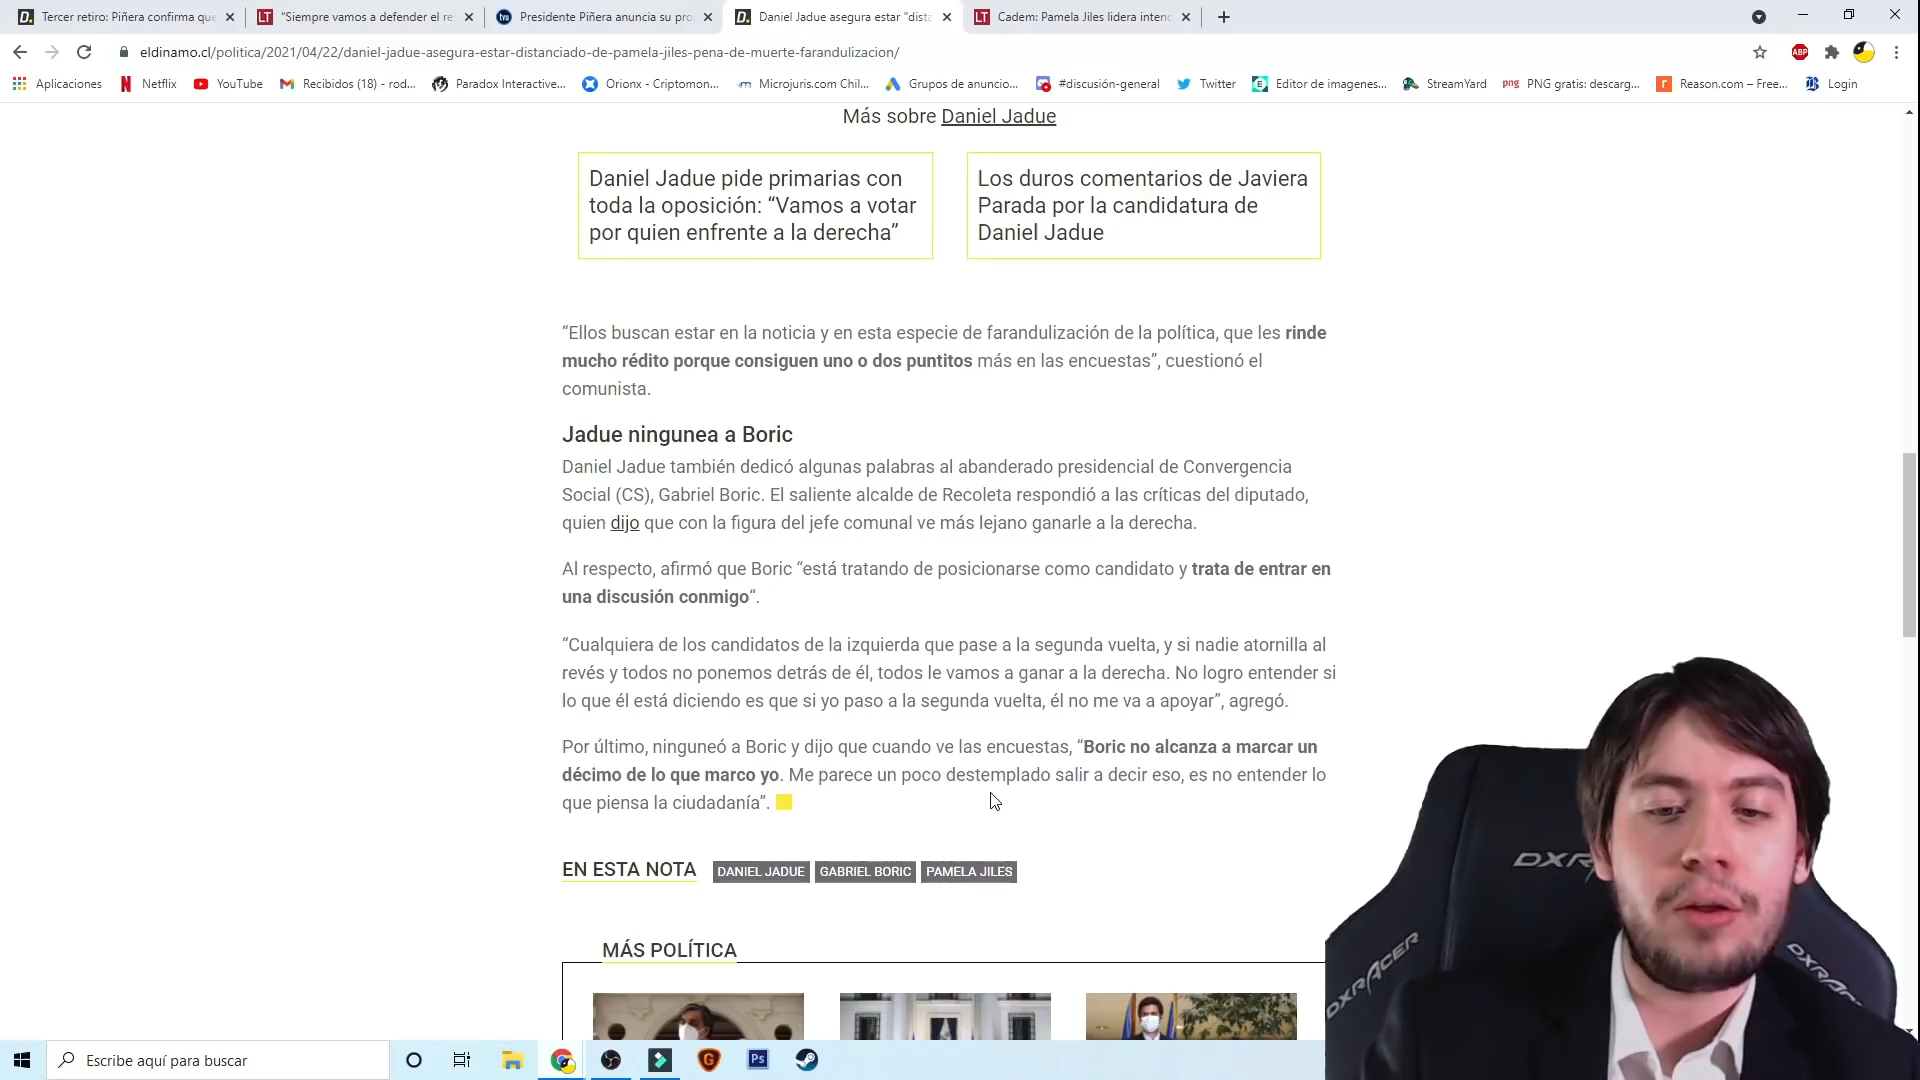 Tercer retiro: Piñera confirma que
"Siempre vamos a defender el re
Presidente Piñera anuncia su pro
Daniel Jadue asegura estar "dista
Cadem: Pamela Jiles lidera inten
eldinamo.cl/politica/2021/04/22/daniel-jadue-asegura-estar-distanciado-de-pamela-jiles-pena-de-muerte-farandulizacion/
ABP
Aplicaciones
Netflix
YouTube
Recibidos (18) - rod...
Paradox Interactive...
Orionx - Criptomon...
Microjuris.com Chil...
Grupos de anuncio...
#discusión-general
Twitter
Editor de imagenes...
StreamYard
png PNG gratis: descarg...
Reason.com – Free...
Login
Más sobre Daniel Jadue
Daniel Jadue pide primarias con
toda la oposición: “Vamos a votar
por quien enfrente a la derecha”
Los duros comentarios de Javiera
Parada por la candidatura de
Daniel Jadue
“Ellos buscan estar en la noticia y en esta especie de farandulización de la política, que les rinde
mucho rédito porque consiguen uno o dos puntitos más en las encuestas”, cuestionó el
comunista.
Jadue ningunea a Boric
Daniel Jadue también dedicó algunas palabras al abanderado presidencial de Convergencia
Social (CS), Gabriel Boric. El saliente alcalde de Recoleta respondió a las críticas del diputado,
quien dijo que con la figura del jefe comunal ve más lejano ganarle a la derecha.
Al respecto, afirmó que Boric “está tratando de posicionarse como candidato y trata de entrar en
una discusión conmigo“.
“Cualquiera de los candidatos de la izquierda que pase a la segunda vuelta, y si nadie atornilla al
revés y todos no ponemos detrás de él, todos le vamos a ganar a la derecha. No logro entender si
lo que él está diciendo es que si yo paso a la segunda vuelta, él no me va a apoyar”, agregó.
Por último, ninguneó a Boric y dijo que cuando ve las encuestas, “Boric no alcanza a marcar un
décimo de lo que marco yo. Me parece un poco destemplado salir a decir eso, es no entender lo
que piensa la ciudadanía”.
EN ESTA NOTA
DANIEL JADUE
GABRIEL BORIC
PAMELA JILES
MÁS POLÍTICA
DXRACER
DXRACER
Escribe aquí para buscar
Ps